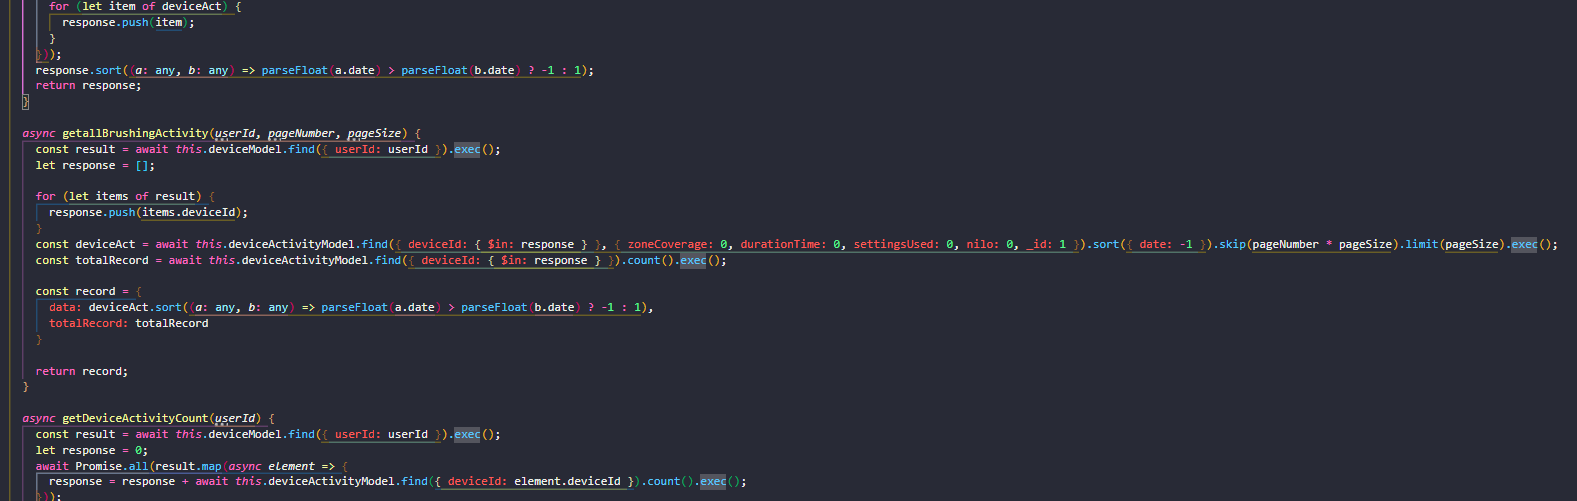 for (let item of deviceAct) {
response.push(item);
}
}));
response.sort((a: any, b: any) => parseFloat(a.date) > parseFloat(b.date) ? -1 : 1);
return response;
}
async getallBrushingActivity(userId, pageNumber, pageSize) {
const result = await this.deviceModel.find({ userId: userId }).exec();
let response = [];
for (let items of result) {
response.push(items.deviceId);
}
const deviceAct = await this.deviceActivityModel.find({ deviceId: { $in: response } }, { zoneCoverage: 0, durationTime: 0, settingsUsed: 0, nilo: 0, _id: 1 }).sort({ date: -1 }).skip(pageNumber * pageSize).limit(pageSize).exec();
const totalRecord = await this.deviceActivityModel.find({ deviceId: { $in: response } }).count().exec();
const record = {
data: deviceAct.sort((a: any, b: any) => parseFloat(a.date) > parseFloat(b.date) ? -1 : 1),
totalRecord: totalRecord
}
return record;
}
async getDeviceActivityCount(userId) {
const result = await this.deviceModel.find({ userId: userId }).exec();
let response = 0;
await Promise.all(result.map(async element => {
response = response + await this.deviceActivityModel.find({ deviceId: element.deviceId }).count().exec();
}));